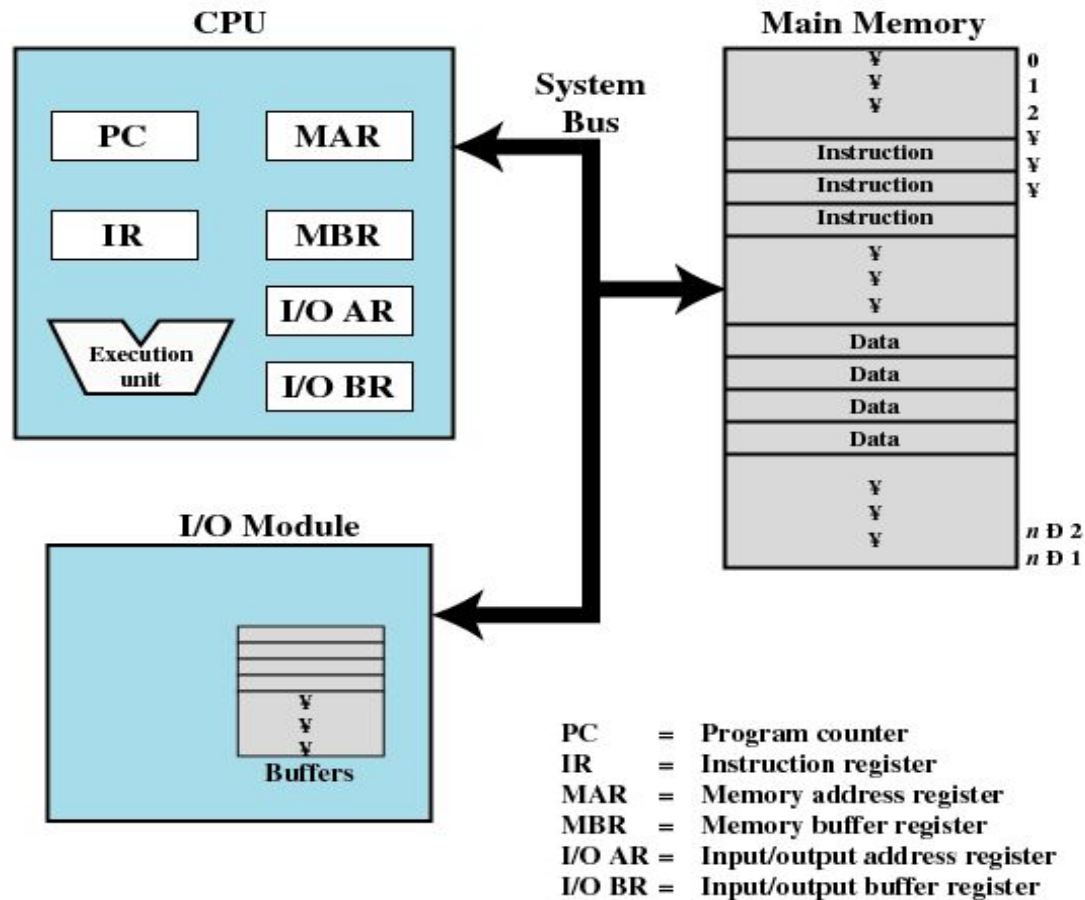 CPU
PC
MAR
IR
MBR
I/O AR
I/O BR
Execution
unit
System
Bus
Main Memory
¥
¥
¥
Instruction
Instruction
Instruction
¥
¥
¥
Data
Data
Data
Data
¥
¥
¥
0
1
2
¥
¥
¥
n Đ 2
n Đ 1
I/O Module
¥
¥
¥
Buffers
PC = Program counter
IR = Instruction register
MAR = Memory address register
MBR = Memory buffer register
I/O AR = Input/output address register
I/O BR = Input/output buffer register